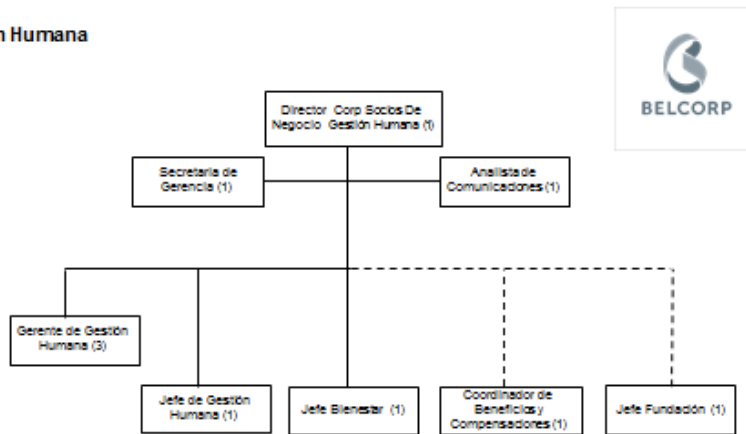 n Humana
BELCORP
Director Corp Socios De
Negocio Gestión Humana (1)
Secretaria de
Gerencia (1)
Analista de
Comunicaciones (1)
Gerente de Gestión
Humana (3)
Jefe de Gestión
Humana (1)
Jefe Bienestar (1)
Coordinador de
Beneficios y
Compensaciones (1)
Jefe Fundación (1)